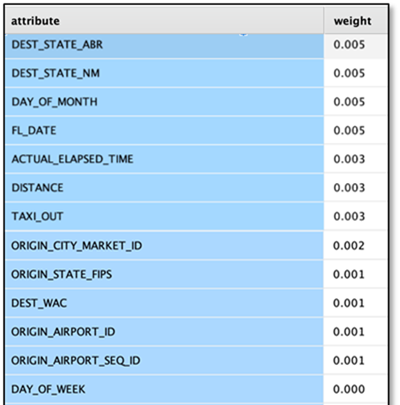 attribute weight
DEST_STATE_ABR 0.005
DEST_STATE_NM 0.005
DAY_OF_MONTH 0.005
FL_DATE 0.005
ACTUAL_ELAPSED_TIME 0.003
DISTANCE 0.003
TAXI_OUT 0.003
ORIGIN_CITY_MARKET_ID 0.002
ORIGIN_STATE_FIPS 0.001
DEST_WAC 0.001
ORIGIN_AIRPORT_ID 0.001
ORIGIN_AIRPORT_SEQ_ID 0.001
DAY_OF_WEEK 0.000